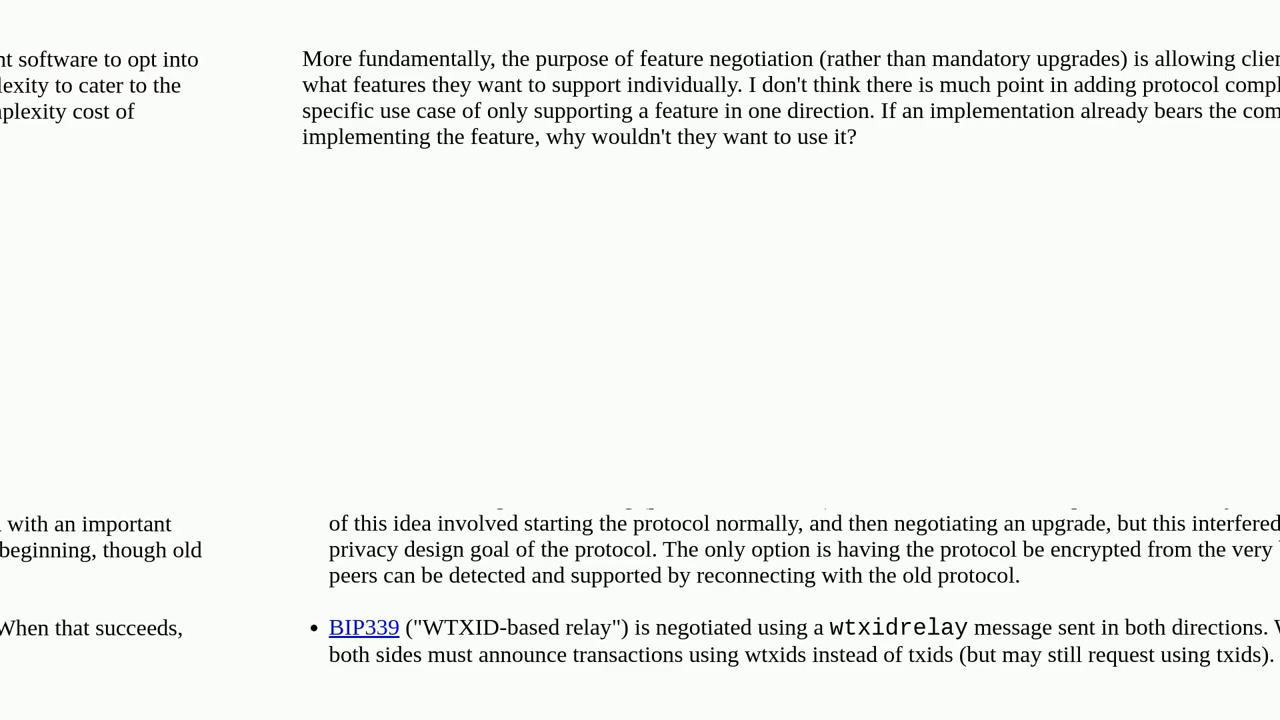 nt software to opt into
lexity to cater to the
plexity cost of
More fundamentally, the purpose of feature negotiation (rather than mandatory upgrades) is allowing clien
what features they want to support individually. I don't think there is much point in adding protocol compl
specific use case of only supporting a feature in one direction. If an implementation already bears the com
implementing the feature, why wouldn't they want to use it?
with an important
beginning, though old
When that succeeds,
of this idea involved starting the protocol normally, and then negotiating an upgrade, but this interfered
privacy design goal of the protocol. The only option is having the protocol be encrypted from the very
peers can be detected and supported by reconnecting with the old protocol.
• BIP339 ("WTXID-based relay") is negotiated using a wtxidrelay message sent in both directions.
both sides must announce transactions using wtxids instead of txids (but may still request using txids).